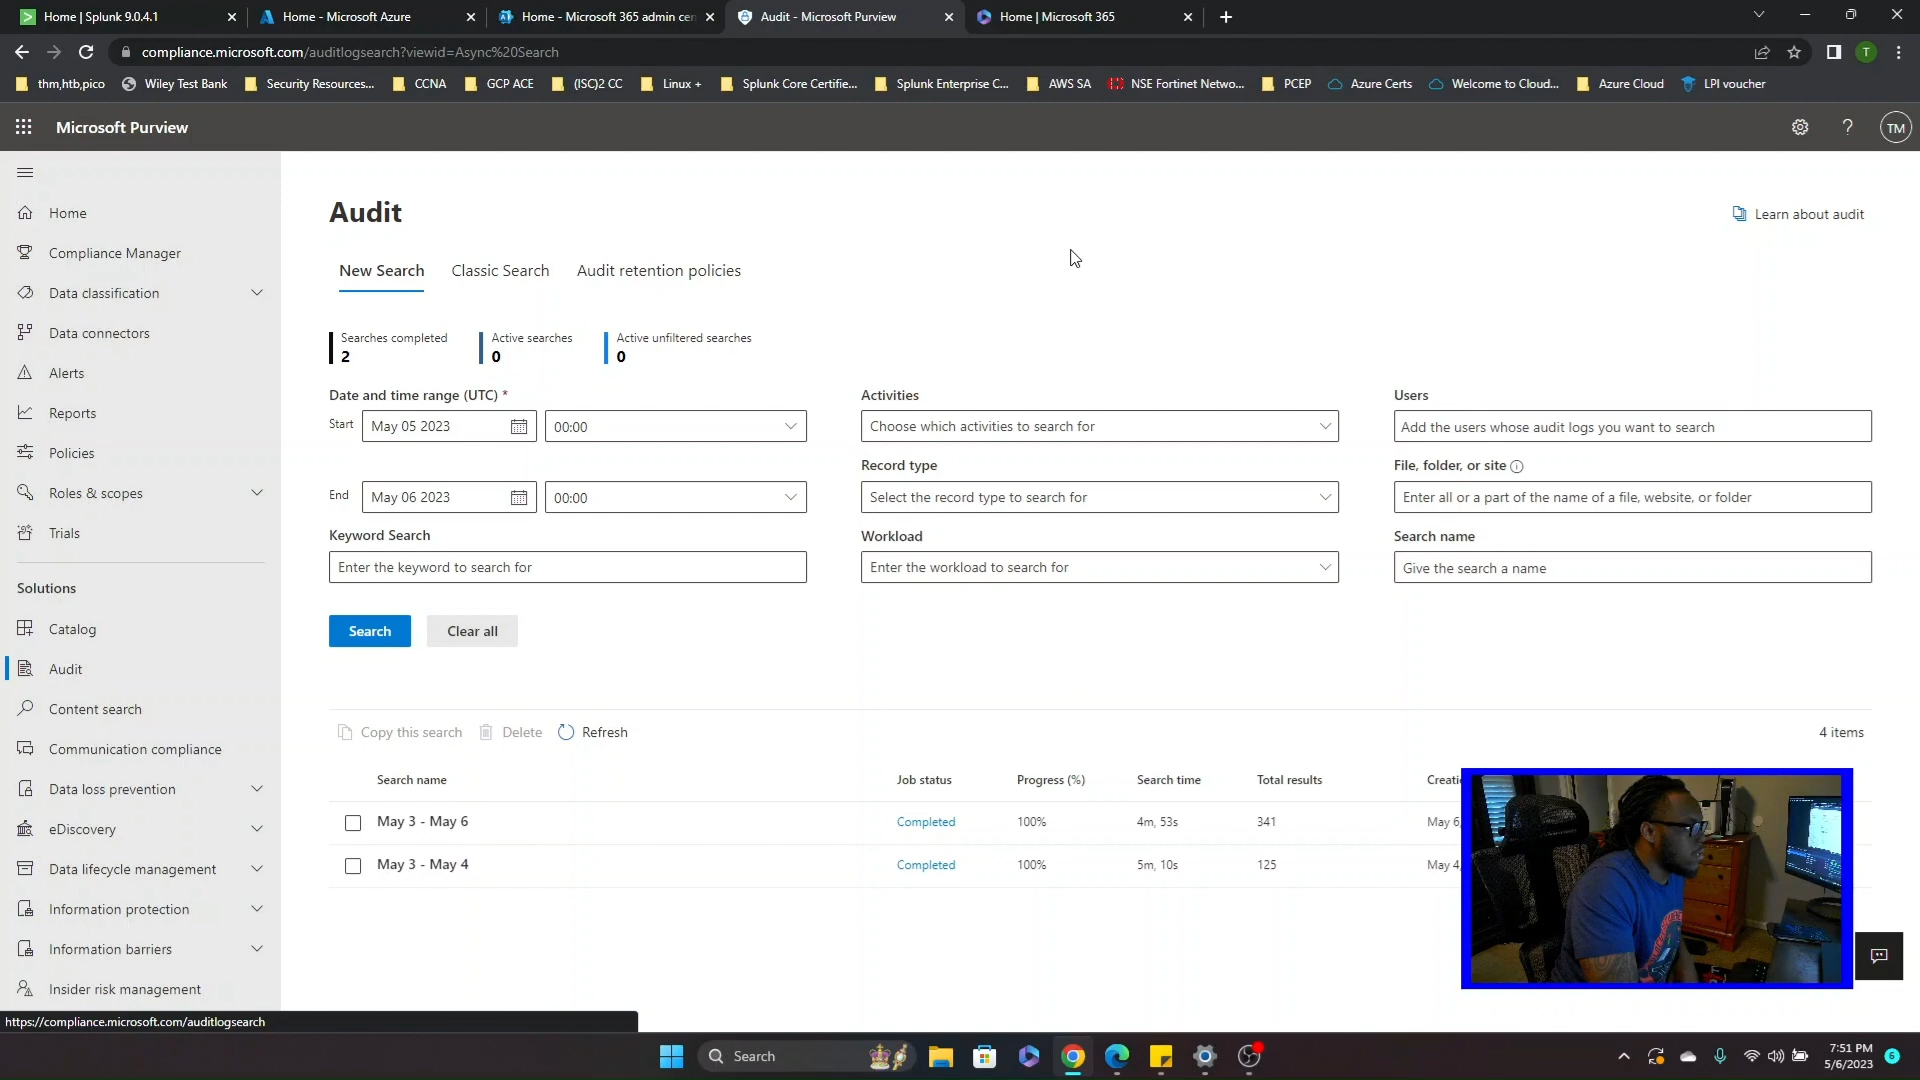 Home | Splunk 9.0.4.1
Home - Microsoft Azure
Home - Microsoft 365 admin cen
Audit - Microsoft Purview
Home | Microsoft 365
compliance.microsoft.com/auditlogsearch?viewid=Async%20Search
T
thm,htb,pico
Wiley Test Bank
Security Resources...
CCNA
GCP ACE
(ISC)2 CC
Linux +
Splunk Core Certifie...
Splunk Enterprise C...
AWS SA
NSE Fortinet Netwo...
PCEP
Azure Certs
Welcome to Cloud...
Azure Cloud
LPI voucher
Microsoft Purview
?
TM
Home
Compliance Manager
Data classification
Data connectors
Alerts
Reports
Policies
Roles & scopes
Trials
Solutions
Catalog
Audit
Content search
Communication compliance
Data loss prevention
eDiscovery
Data lifecycle management
Information protection
Information barriers
Insider risk management
https://compliance.microsoft.com/auditlogsearch
Audit
Learn about audit
New Search
Classic Search
Audit retention policies
Searches completed
2
Active searches
0
Active unfiltered searches
0
Date and time range (UTC) *
Start
May 05 2023
00:00
End
May 06 2023
00:00
Keyword Search
Enter the keyword to search for
Activities
Choose which activities to search for
Record type
Select the record type to search for
Workload
Enter the workload to search for
Users
Add the users whose audit logs you want to search
File, folder, or site
Enter all or a part of the name of a file, website, or folder
Search name
Give the search a name
Search
Clear all
Copy this search
Delete
Refresh
4 items
Search name
Job status
Progress (%)
Search time
Total results
Creati
May 3 - May 6
Completed
100%
4m, 53s
341
May 6,
May 3 - May 4
Completed
100%
5m, 10s
125
May 4,
Search
7:51 PM
5/6/2023
6